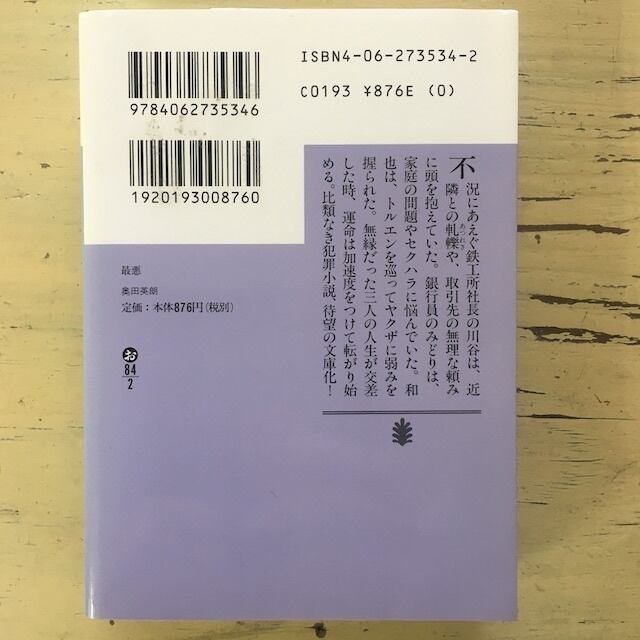 ISBN4-06-273534-2
C0193 ¥876E (0)
9784062735346
1920193008760
不況にあえぐ鉄工所社長の川谷は、近
隣との軋轢や、取引先の無理な頼み
に頭を抱えていた。銀行員のみどりは、
家庭の問題やセクハラに悩んでいた。和
也は、トルエンを巡ってヤクザに弱みを
握られた。無縁だった三人の人生が交差
した時、運命は加速度をつけて転がり始
める。比類なき犯罪小説、待望の文庫化！
あつれき
最悪
奥田英朗
定価：本体876円（税別）
お
84
2